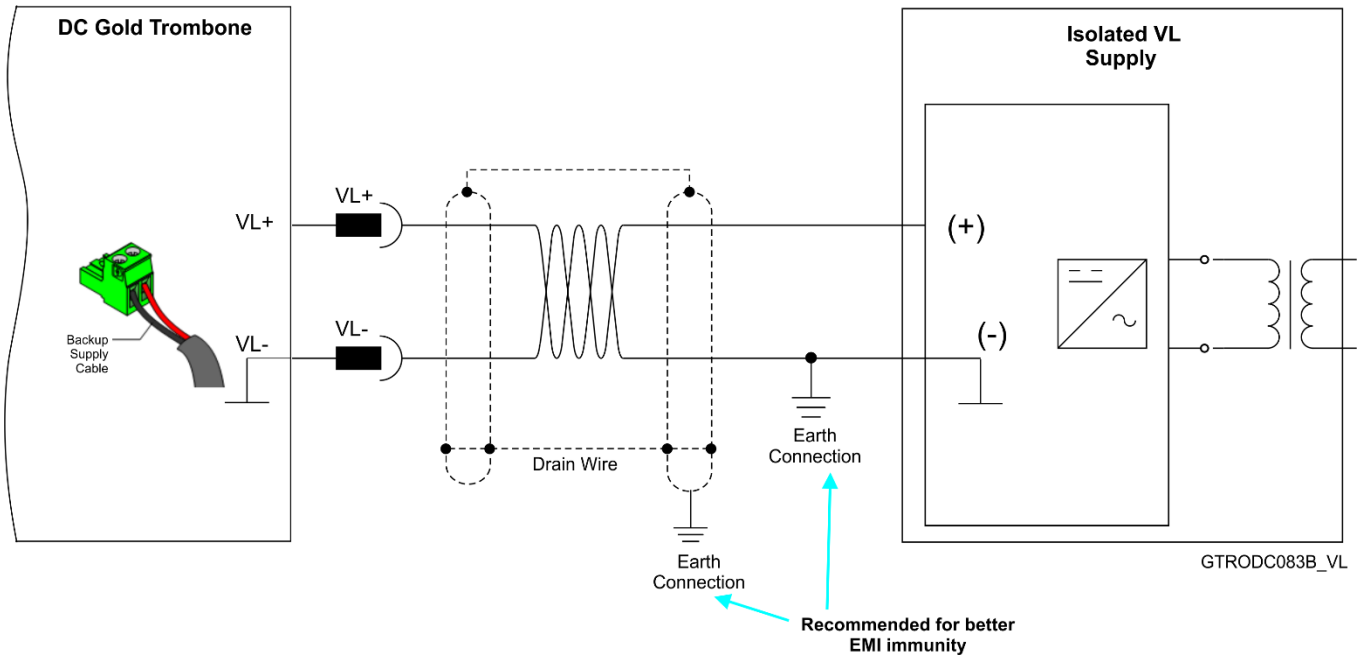 DC Gold Trombone
Isolated VL
Supply
VL+
VL+
(+)
Backup
Supply
Cable
VL-
VL-
(-)
Drain Wire
Earth
Connection
Earth
Connection
GTRODC083B_VL
Recommended for better
EMI immunity